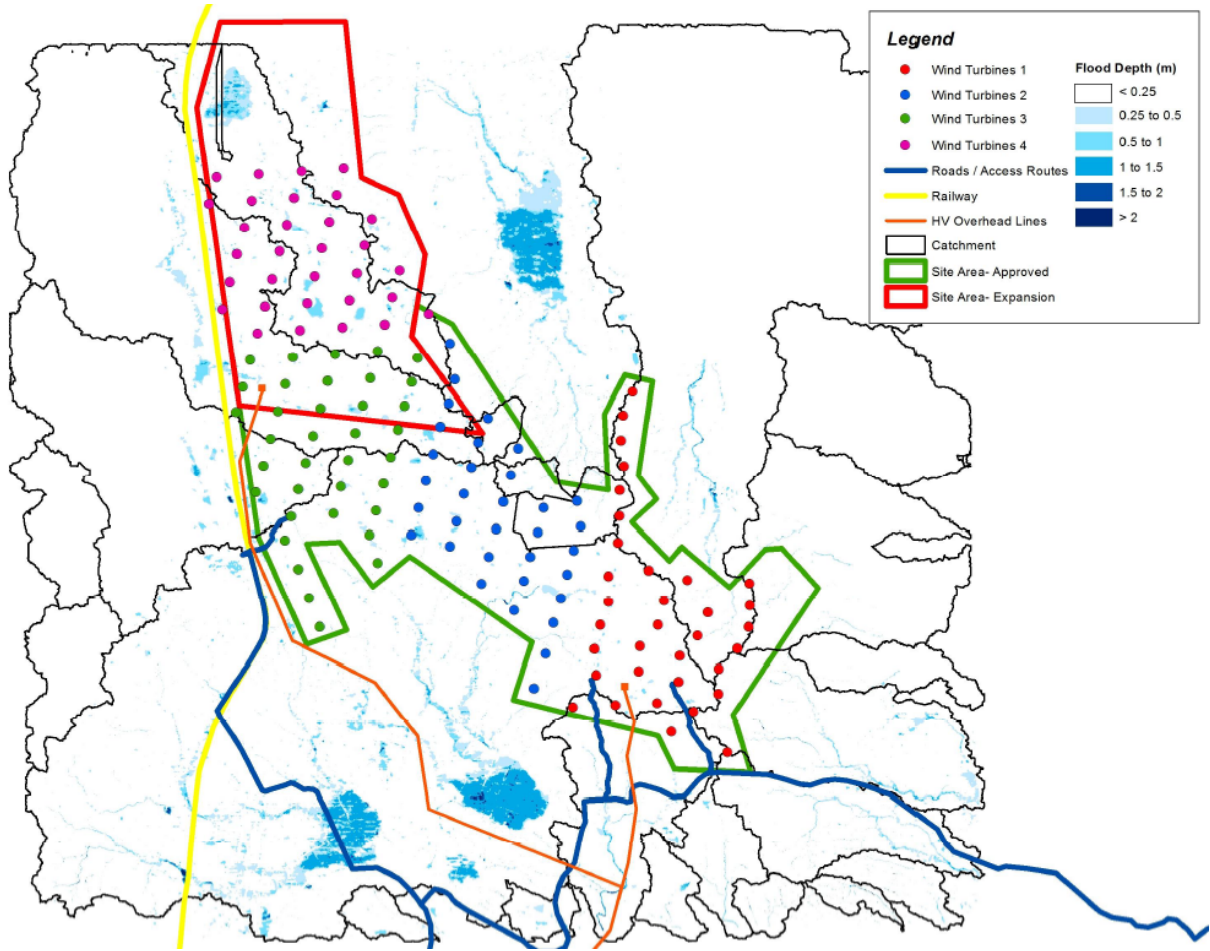 Legend
Wind Turbines 1
Wind Turbines 2
Wind Turbines 3
Wind Turbines 4
Roads / Access Routes
Railway
HV Overhead Lines
Catchment
Site Area- Approved
Site Area- Expansion
Flood Depth (m)
< 0.25
0.25 to 0.5
0.5 to 1
1 to 1.5
1.5 to 2
> 2